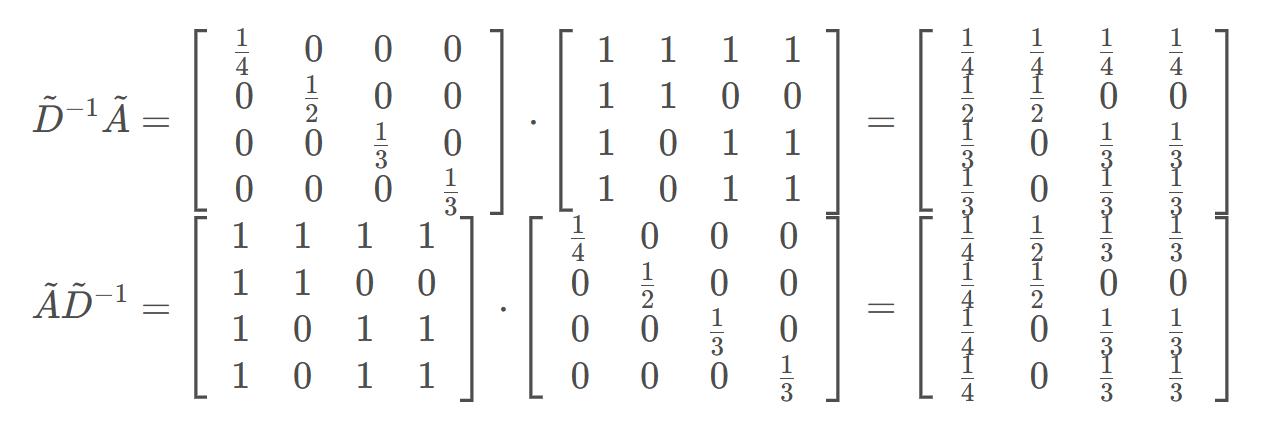 $\tilde{D}^{-1}\tilde{A} = \begin{bmatrix} \frac{1}{4} & 0 & 0 & 0 \\ 0 & \frac{1}{2} & 0 & 0 \\ 0 & 0 & \frac{1}{3} & 0 \\ 0 & 0 & 0 & \frac{1}{3} \end{bmatrix} \cdot \begin{bmatrix} 1 & 1 & 1 & 1 \\ 1 & 1 & 0 & 0 \\ 1 & 0 & 1 & 1 \\ 1 & 0 & 1 & 1 \end{bmatrix} = \begin{bmatrix} \frac{1}{4} & \frac{1}{4} & \frac{1}{4} & \frac{1}{4} \\ \frac{1}{2} & \frac{1}{2} & 0 & 0 \\ \frac{1}{3} & 0 & \frac{1}{3} & \frac{1}{3} \\ \frac{1}{3} & 0 & \frac{1}{3} & \frac{1}{3} \end{bmatrix}$
$\tilde{A}\tilde{D}^{-1} = \begin{bmatrix} 1 & 1 & 1 & 1 \\ 1 & 1 & 0 & 0 \\ 1 & 0 & 1 & 1 \\ 1 & 0 & 1 & 1 \end{bmatrix} \cdot \begin{bmatrix} \frac{1}{4} & 0 & 0 & 0 \\ 0 & \frac{1}{2} & 0 & 0 \\ 0 & 0 & \frac{1}{3} & 0 \\ 0 & 0 & 0 & \frac{1}{3} \end{bmatrix} = \begin{bmatrix} \frac{1}{4} & \frac{1}{2} & \frac{1}{3} & \frac{1}{3} \\ \frac{1}{4} & \frac{1}{2} & 0 & 0 \\ \frac{1}{4} & 0 & \frac{1}{3} & \frac{1}{3} \\ \frac{1}{4} & 0 & \frac{1}{3} & \frac{1}{3} \end{bmatrix}$